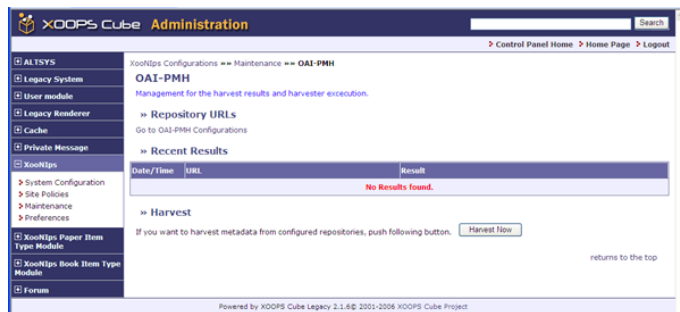 XOOPS Cube Administration
Search
Control Panel Home Home Page Logout
ALTSYS
Legacy System
User module
Legacy Renderer
Cache
Private Message
XooNIps
System Configuration
Site Policies
Maintenance
Preferences
XooNIps Paper Item
Type Module
XooNIps Book Item Type
Module
Forum
XooNIps Configurations »» Maintenance »» OAI-PMH
OAI-PMH
Management for the harvest results and harvester excecution.
» Repository URLs
Go to OAI-PMH Configurations
» Recent Results
Date/Time URL Result
No Results found.
» Harvest
If you want to harvest metadata from configured repositories, push following button. Harvest Now
returns to the top
Powered by XOOPS Cube Legacy 2.1.6© 2001-2006 XOOPS Cube Project